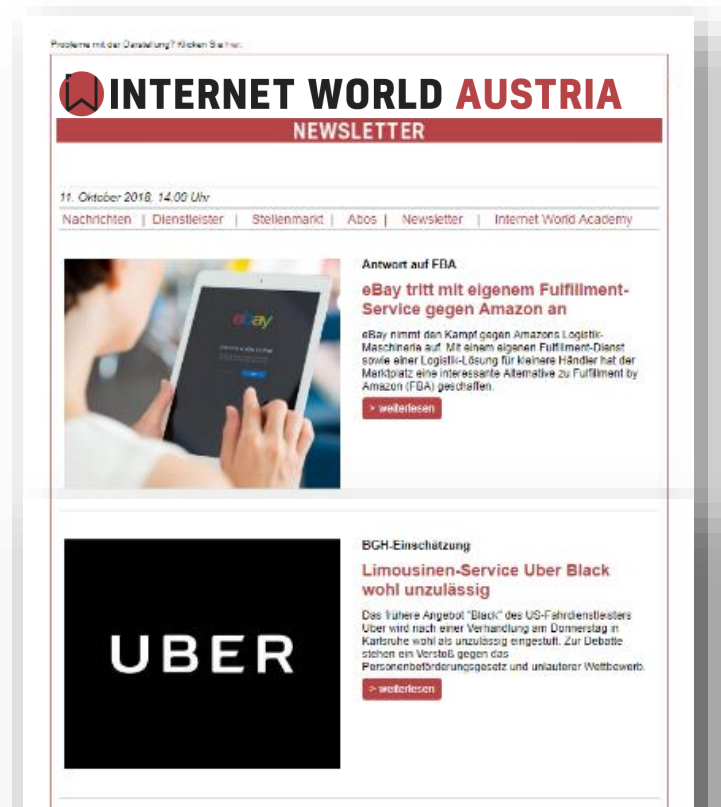 Probleme mit der Darstellung? Klicken Sie hier.
INTERNET WORLD AUSTRIA
NEWSLETTER
11. Oktober 2018, 14.00 Uhr
Nachrichten | Dienstleister | Stellenmarkt | Abos | Newsletter | Internet World Academy
ebay
Antwort auf FBA
eBay tritt mit eigenem Fulfillment-
Service gegen Amazon an
eBay nimmt den Kampf gegen Amazons Logistik-
Maschinerie auf. Mit einem eigenen Fulfillment-Dienst
sowie einer Logistik-Lösung für kleinere Händler hat der
Marktplatz eine interessante Alternative zu Fulfillment by
Amazon (FBA) geschaffen.
> weiterlesen
UBER
BGH-Einschätzung
Limousinen-Service Uber Black
wohl unzulässig
Das frühere Angebot "Black" des US-Fahrdienstleisters
Uber wird nach einer Verhandlung am Donnerstag in
Karlsruhe wohl als unzulässig eingestuft. Zur Debatte
stehen ein Verstoß gegen das
Personenbeförderungsgesetz und unlauterer Wettbewerb.
> weiterlesen